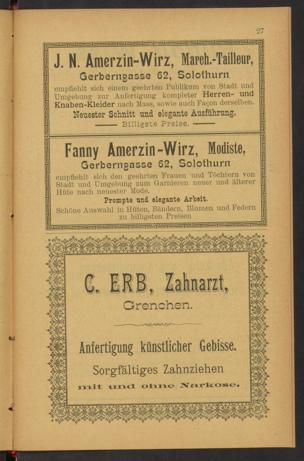 27
J. N. Amerzin-Wirz, March.-Tailleur,
Gerberngasse 62, Solothurn
empfiehlt sich einem geehrten Publikum von Stadt und
Umgebung zur Anfertigung kompleter Herren- und
Knaben-Kleider nach Mass, sowie auch Façon derselben.
Neuester Schnitt und elegante Ausführung.
Billigste Preise.
Fanny Amerzin-Wirz, Modiste,
Gerberngasse 62, Solothurn
empfiehlt sich den geehrten Frauen und Töchtern von
Stadt und Umgebung zum Garnieren neuer und älterer
Hüte nach neuester Mode.
Prompte und elegante Arbeit.
Schöne Auswahl in Hüten, Bändern, Blumen und Federn
zu billigsten Preisen
C. ERB, Zahnarzt,
Grenchen.
Anfertigung künstlicher Gebisse.
Sorgfältiges Zahnziehen
mit und ohne Narkose.